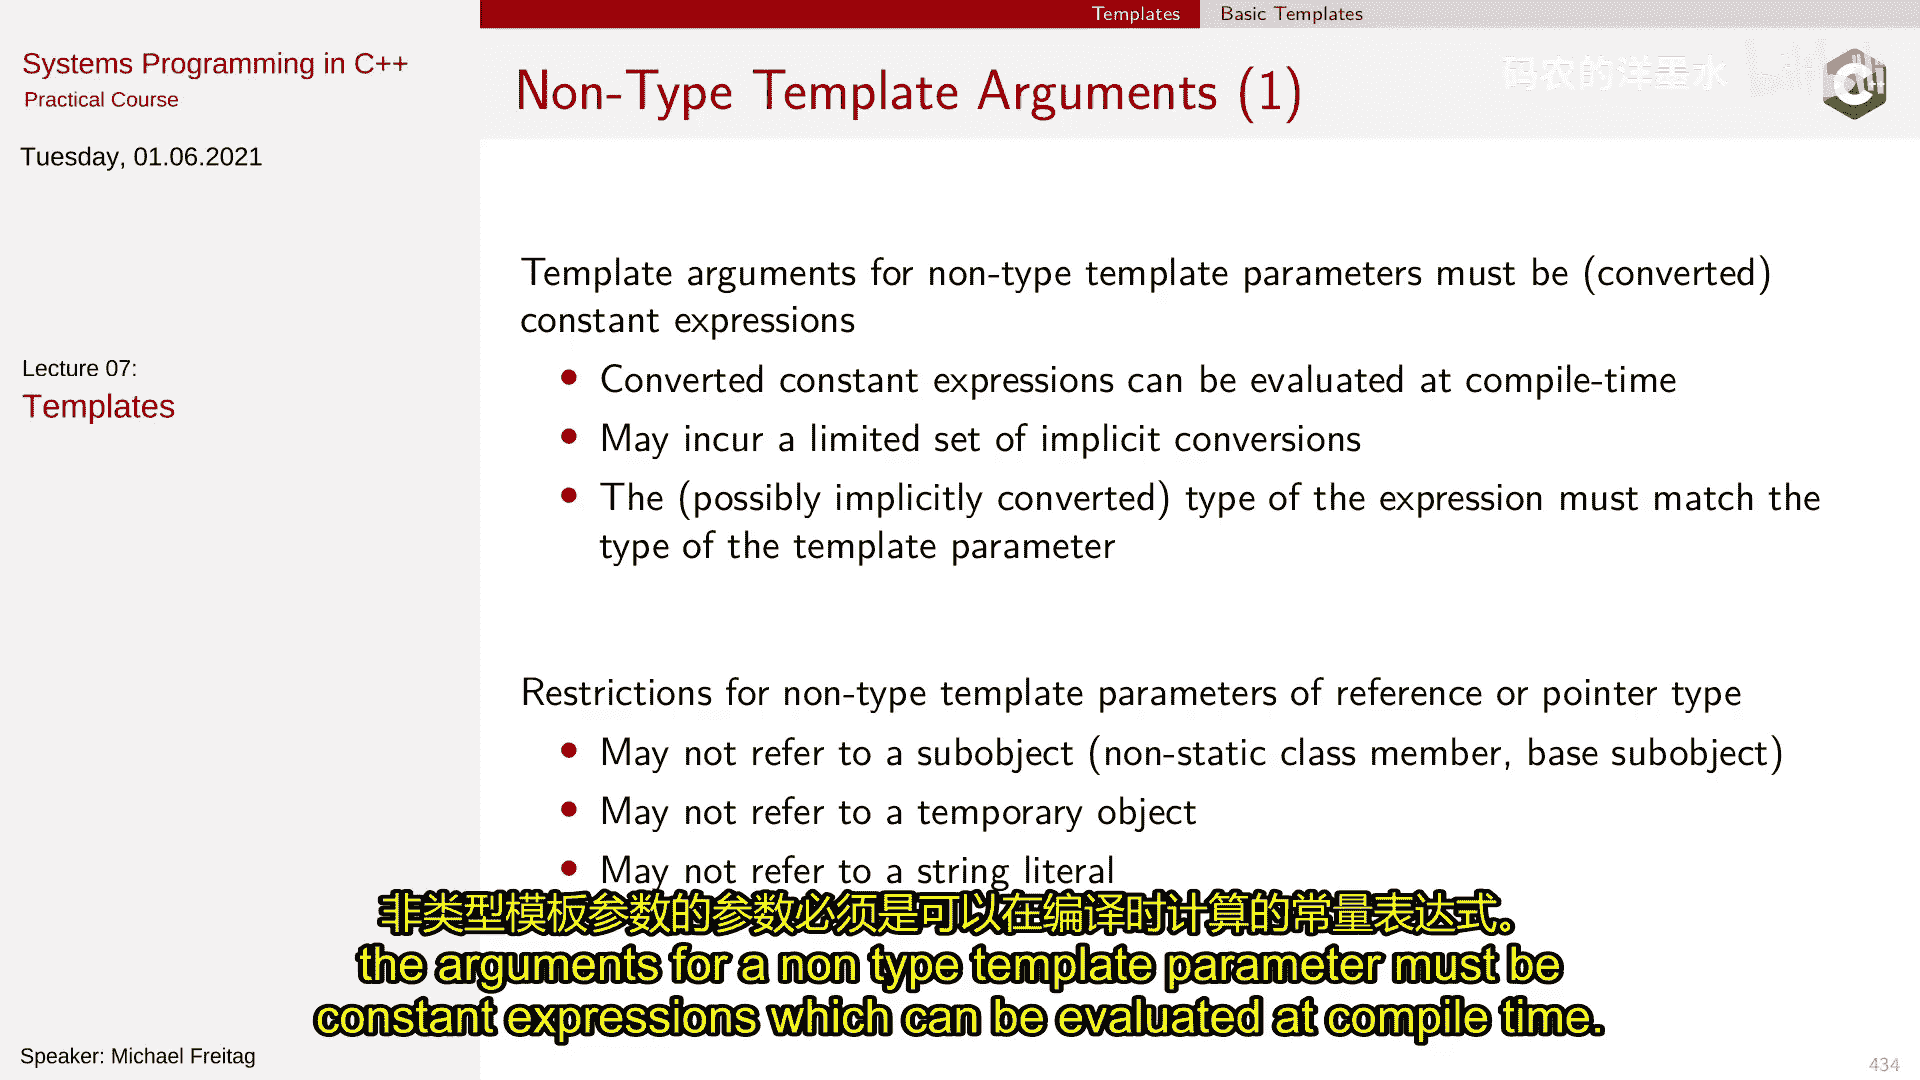 Templates
Basic Templates
Systems Programming in C++
Practical Course
Tuesday, 01.06.2021
Lecture 07:
Templates
Speaker: Michael Freitag
Non-Type Template Arguments (1)
码农的洋墨水
Template arguments for non-type template parameters must be (converted)
constant expressions
• Converted constant expressions can be evaluated at compile-time
• May incur a limited set of implicit conversions
• The (possibly implicitly converted) type of the expression must match the
type of the template parameter
Restrictions for non-type template parameters of reference or pointer type
• May not refer to a subobject (non-static class member, base subobject)
• May not refer to a temporary object
• May not refer to a string literal
非类型模板参数的参数必须是可以在编译时计算的常量表达式。
the arguments for a non type template parameter must be
constant expressions which can be evaluated at compile time.
434